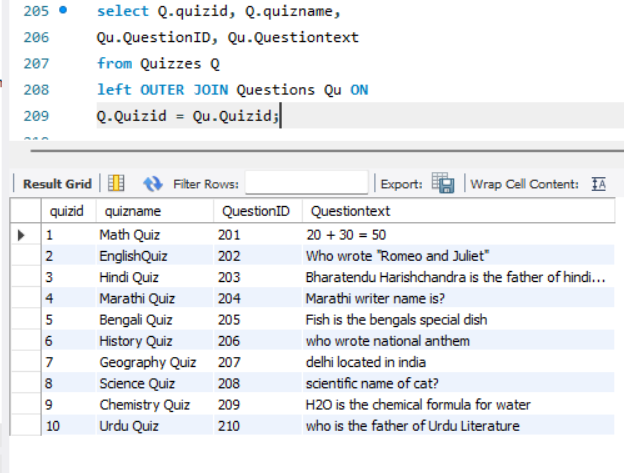 205 select Q.quizid, Q.quizname,
206 Qu.QuestionID, Qu.Questiontext
207 from Quizzes Q
208 left OUTER JOIN Questions Qu ON
209 Q.Quizid = Qu.Quizid;
Result Grid Filter Rows: Export: Wrap Cell Content: IA
quizid quizname QuestionID Questiontext
1 Math Quiz 201 20 + 30 = 50
2 EnglishQuiz 202 Who wrote "Romeo and Juliet"
3 Hindi Quiz 203 Bharatendu Harishchandra is the father of hindi...
4 Marathi Quiz 204 Marathi writer name is?
5 Bengali Quiz 205 Fish is the bengals special dish
6 History Quiz 206 who wrote national anthem
7 Geography Quiz 207 delhi located in india
8 Science Quiz 208 scientific name of cat?
9 Chemistry Quiz 209 H2O is the chemical formula for water
10 Urdu Quiz 210 who is the father of Urdu Literature